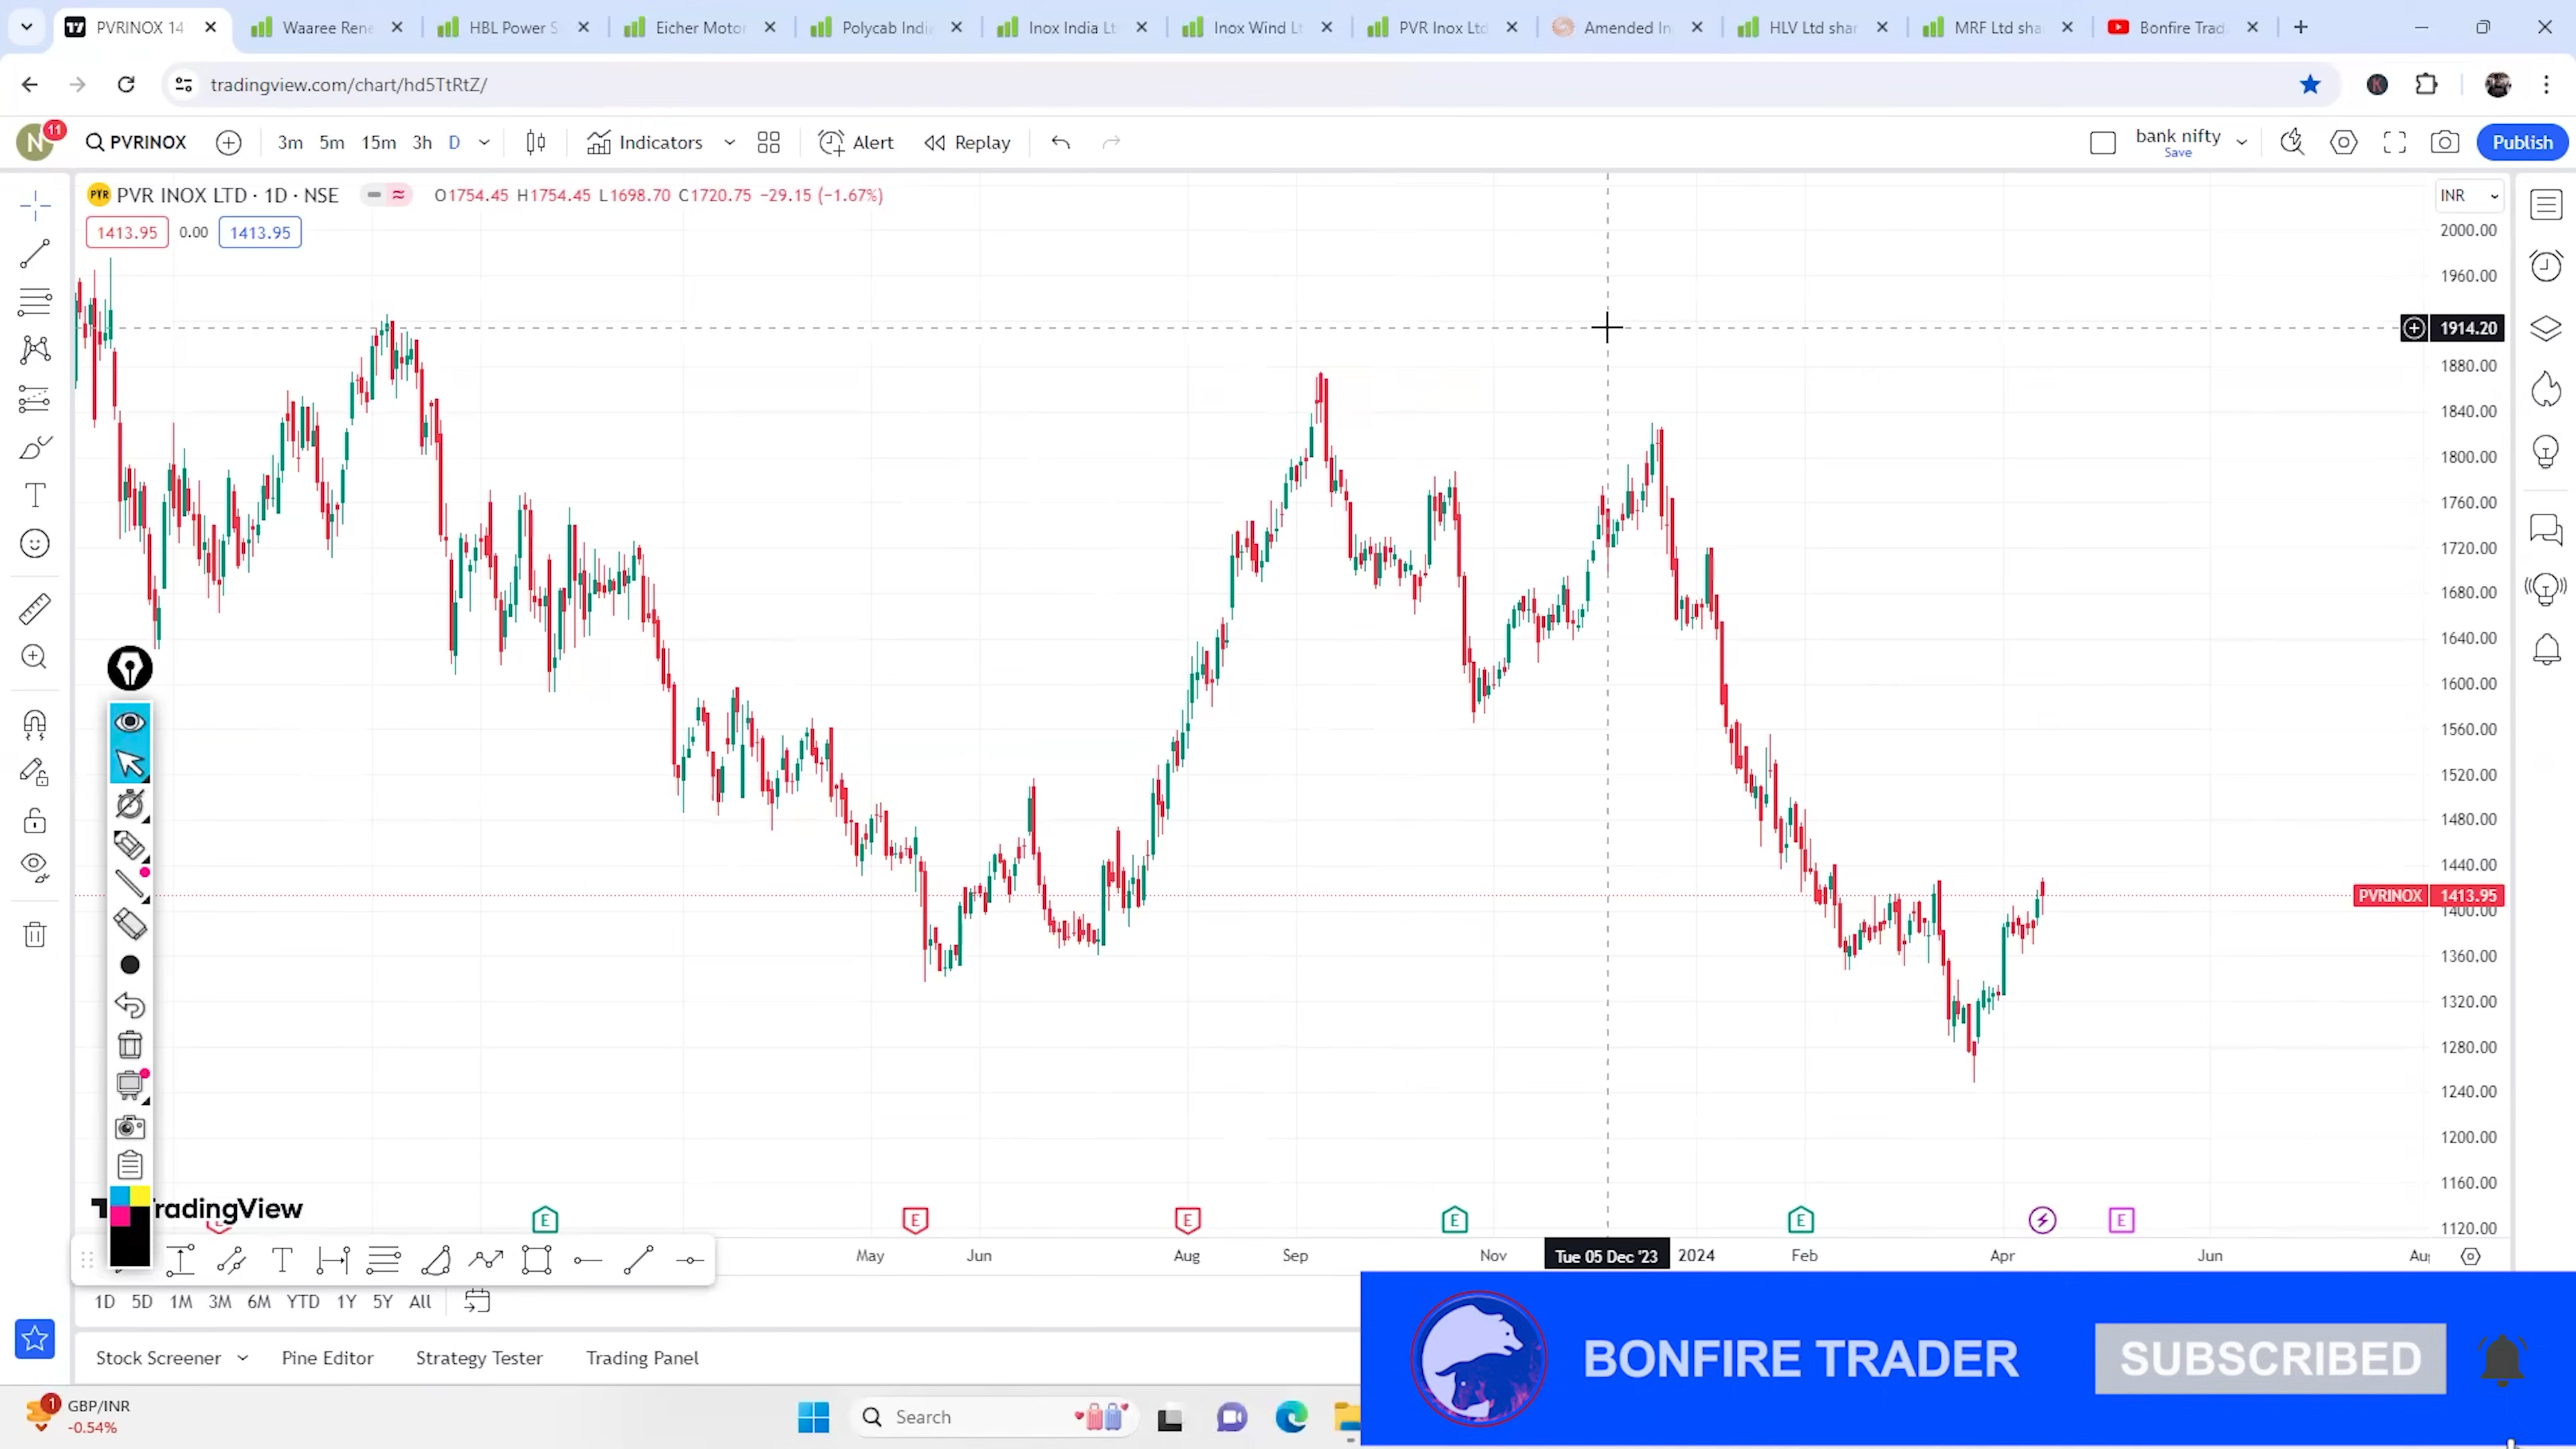 PVRINOX 14
Waaree Rene
HBL Power S
Eicher Motor
Polycab Indi
Inox India Lt
Inox Wind Lt
PVR Inox Ltd
Amended In
HLV Ltd shar
MRF Ltd sha
Bonfire Trad
tradingview.com/chart/hd5TtRtZ/
N 11
PVRINOX
3m 5m 15m 3h D
Indicators
Alert
Replay
bank nifty
Save
Publish
PVR INOX LTD · 1D · NSE
O1754.45 H1754.45 L1698.70 C1720.75 −29.15 (−1.67%)
1413.95 0.00 1413.95
INR
2000.00
1960.00
1914.20
1880.00
1840.00
1800.00
1760.00
1720.00
1680.00
1640.00
1600.00
1560.00
1520.00
1480.00
1440.00
PVRINOX 1413.95
1400.00
1360.00
1320.00
1280.00
1240.00
1200.00
1160.00
1120.00
radingView
E E E E E E
May Jun Aug Sep Nov Tue 05 Dec '23 2024 Feb Apr Jun Au
1D 5D 1M 3M 6M YTD 1Y 5Y All
Stock Screener
Pine Editor
Strategy Tester
Trading Panel
BONFIRE TRADER
SUBSCRIBED
1
GBP/INR
-0.54%
Search